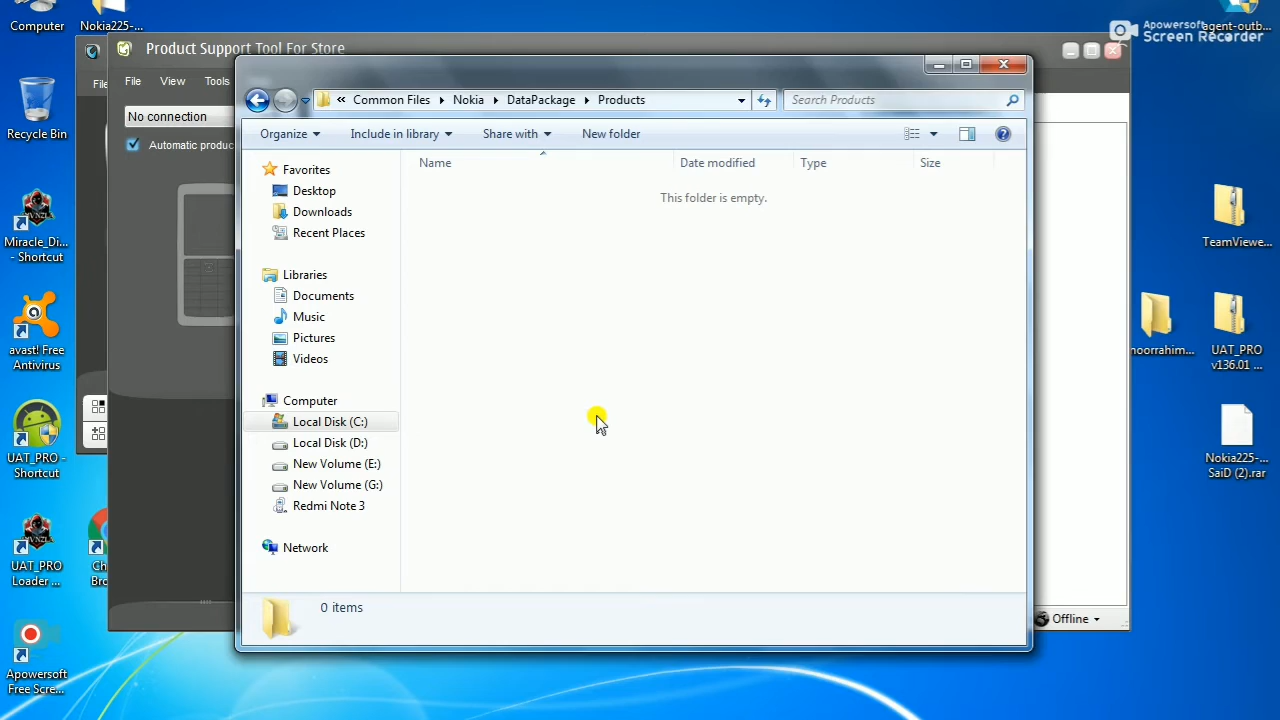 Computer
Nokia225-...
agent-outb...
Apowersoft
Screen Recorder
Product Support Tool For Store
File
File
View
Tools
No connection
Automatic produc
Recycle Bin
Miracle_Di...
- Shortcut
avast! Free
Antivirus
UAT_PRO -
Shortcut
UAT_PRO
Loader ...
Ch
Bro
Apowersoft
Free Scre...
«
Common Files
Nokia
DataPackage
Products
Search Products
Organize
Include in library
Share with
New folder
Name
Date modified
Type
Size
This folder is empty.
Favorites
Desktop
Downloads
Recent Places
Libraries
Documents
Music
Pictures
Videos
Computer
Local Disk (C:)
Local Disk (D:)
New Volume (E:)
New Volume (G:)
Redmi Note 3
Network
0 items
TeamViewe...
noorrahim...
UAT_PRO
v136.01 ...
Nokia225-...
SaiD (2).rar
Offline